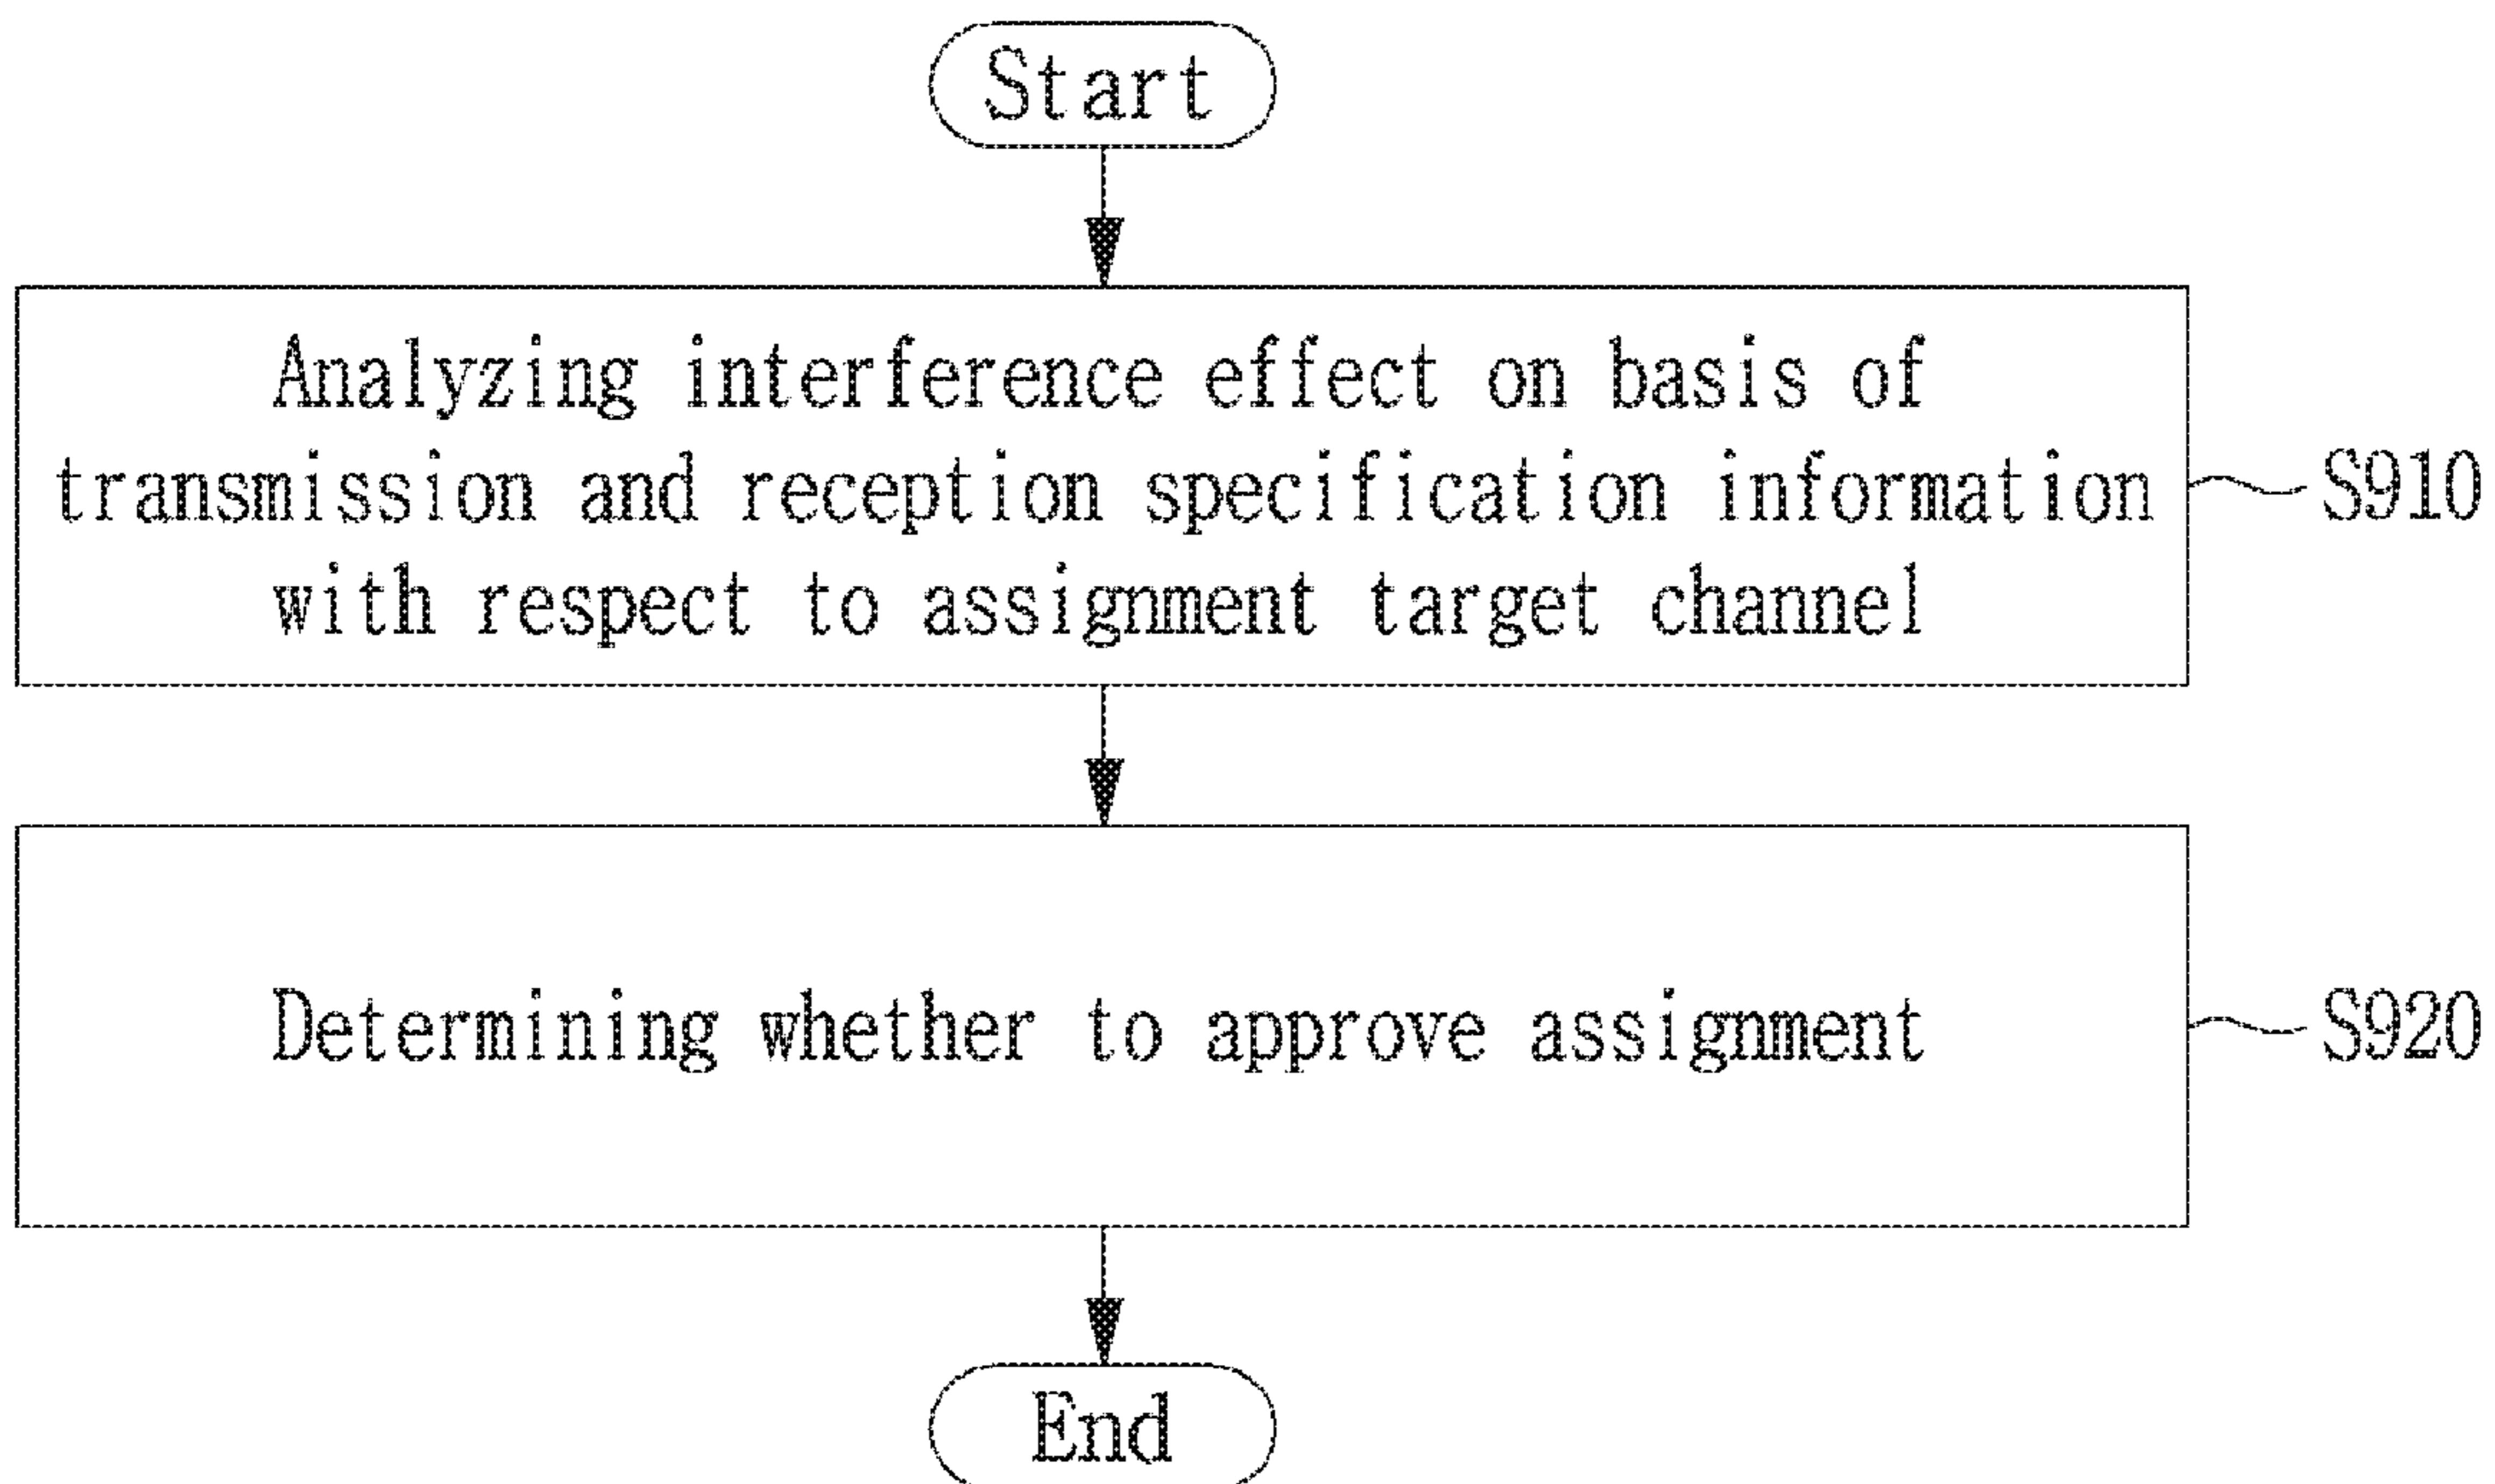 Start
Analyzing interference effect on basis of
transmission and reception specification information
with respect to assignment target channel
S910
Determining whether to approve assignment
S920
End